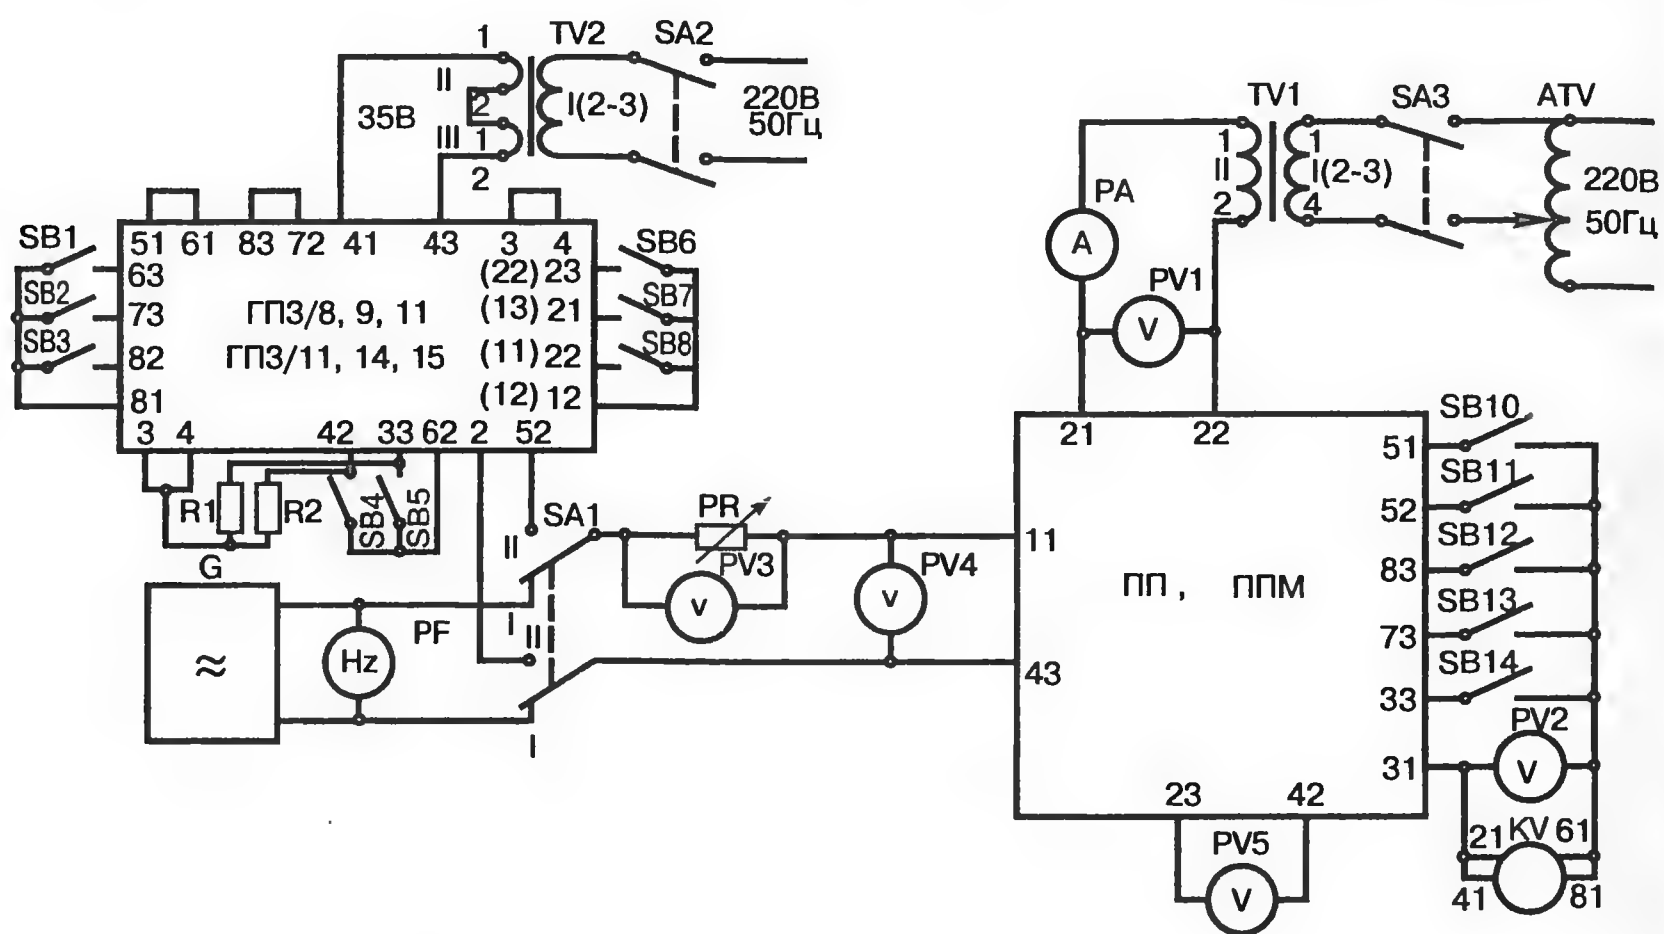 1 TV2 SA2
II
35В 2 I(2-3) 220В
50Гц
III 1
2
TV1 SA3 ATV
1 1
PA II I(2-3) 220В
2 4 50Гц
A
PV1
V
SB1 51 61 83 72 41 43 3 4 SB6
63 (22) 23
SB2 73 ГП3/8, 9, 11 (13) 21 SB7
SB3 82 ГП3/11, 14, 15 (11) 22 SB8
81 (12) 12
3 4 42 33 62 2 52
R1 R2 SB4 SB5
SA1
II
G
≈
PF
Hz
I
II
I
PR
PV3
V
PV4
V
21 22
11
43
ПП, ППМ
51 SB10
52 SB11
83 SB12
73 SB13
33 SB14
31 PV2
V
23 42
PV5
V
21 KV 61
41 81